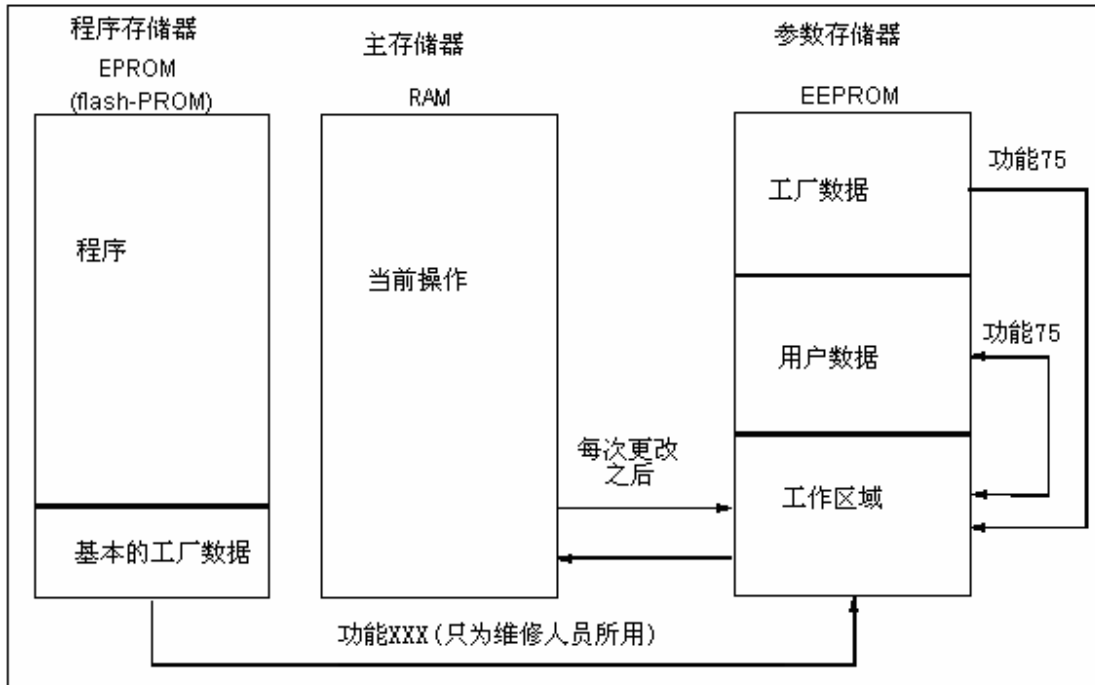 程序存储器
EPROM
(flash-PROM)
主存储器
RAM
参数存储器
EEPROM
程序
基本的工厂数据
当前操作
每次更改
之后
工厂数据
用户数据
工作区域
功能75
功能75
功能XXX(只为维修人员所用)